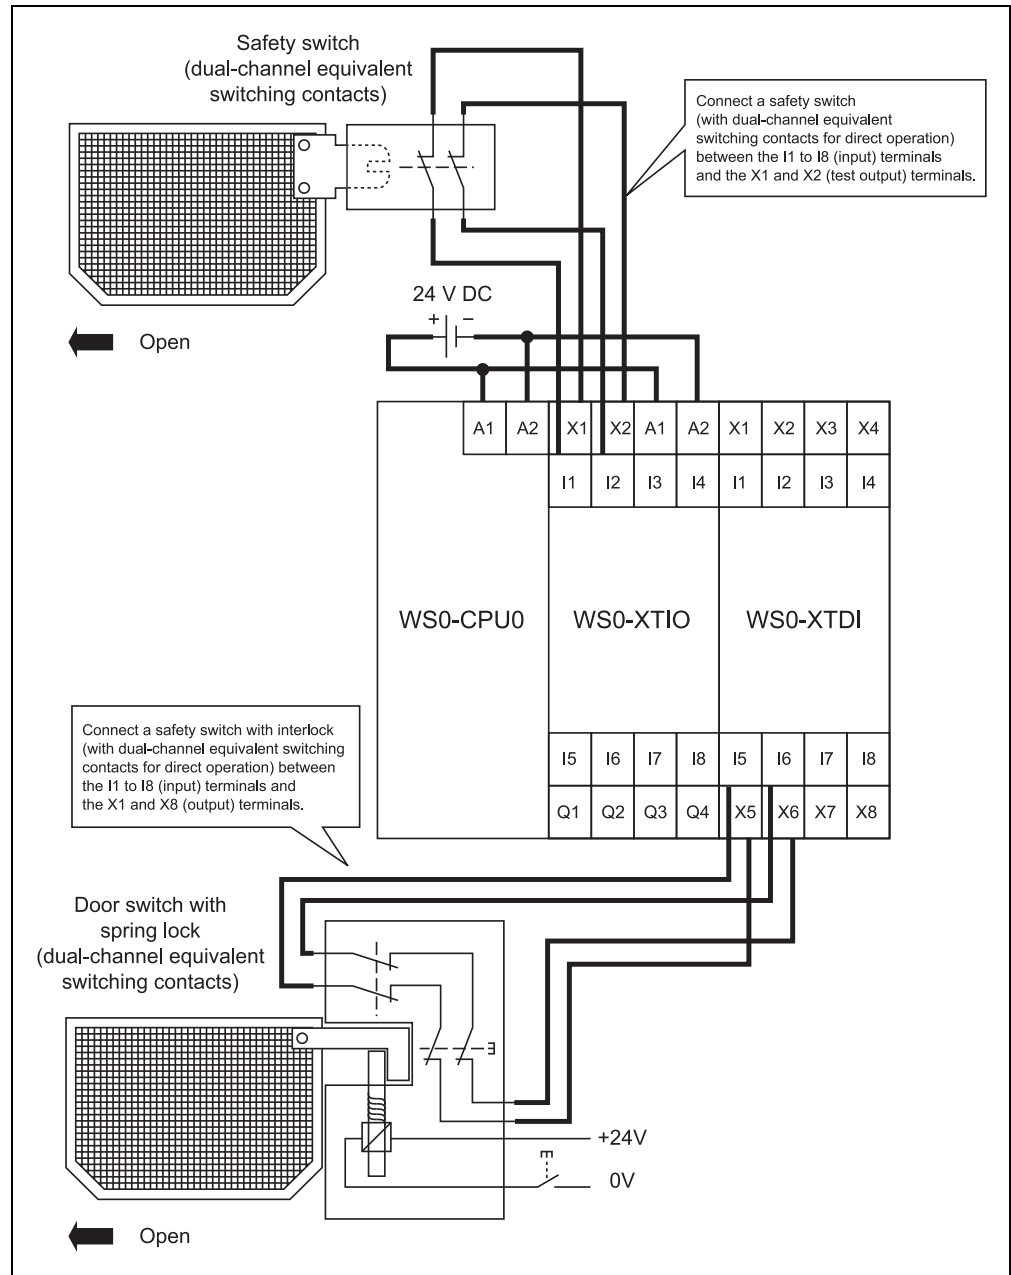 Safety switch
(dual-channel equivalent
switching contacts)
Connect a safety switch
(with dual-channel equivalent
switching contacts for direct operation)
between the I1 to I8 (input) terminals
and the X1 and X2 (test output) terminals.
24 V DC
+ −
Open
A1 A2 X1 X2 A1 A2 X1 X2 X3 X4
I1 I2 I3 I4 I1 I2 I3 I4
WS0-CPU0 WS0-XTIO WS0-XTDI
Connect a safety switch with interlock
(with dual-channel equivalent switching
contacts for direct operation) between
the I1 to I8 (input) terminals and
the X1 and X8 (output) terminals.
I5 I6 I7 I8 I5 I6 I7 I8
Q1 Q2 Q3 Q4 X5 X6 X7 X8
Door switch with
spring lock
(dual-channel equivalent
switching contacts)
+24V
0V
Open